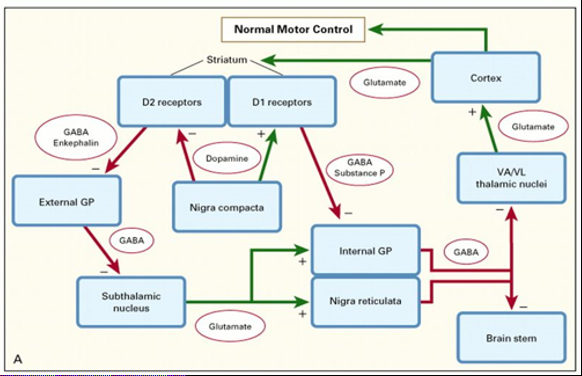 Normal Motor Control
Striatum
Glutamate
Cortex
D2 receptors
D1 receptors
+
Glutamate
GABA
Enkephalin
−
+
Dopamine
GABA
Substance P
VA/VL
thalamic nuclei
−
External GP
Nigra compacta
−
−
GABA
Internal GP
GABA
+
−
Subthalamic
nucleus
Nigra reticulata
+
−
Glutamate
Brain stem
A